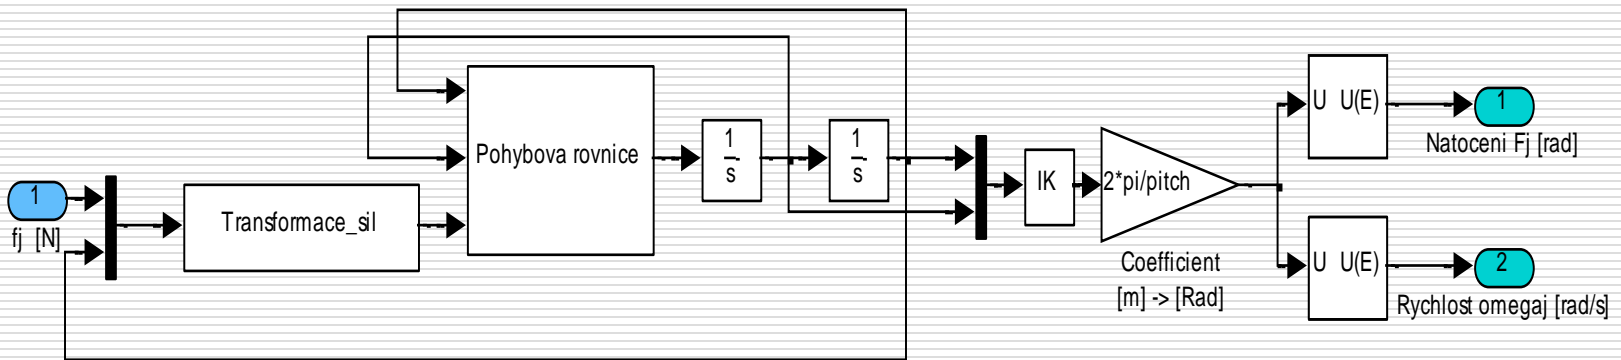 1
fj [N]
Transformace_sil
Pohybova rovnice
1
s
1
s
IK
2*pi/pitch
Coefficient
[m] -> [Rad]
U U(E)
1
Natoceni Fj [rad]
U U(E)
2
Rychlost omegaj [rad/s]